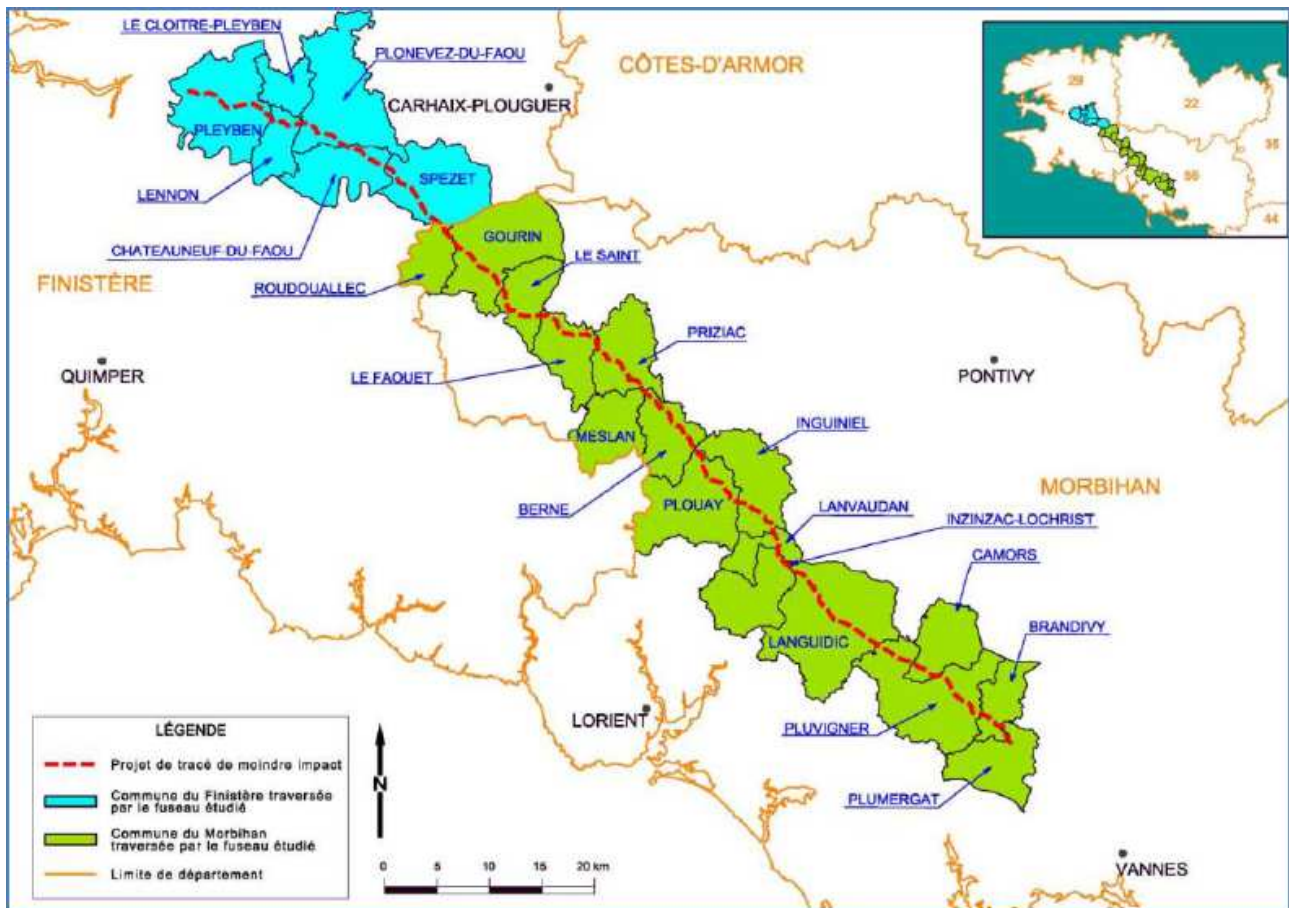 LE CLOITRE-PLEYBEN
PLONEVEZ-DU-FAOU
CÔTES-D'ARMOR
CARHAIX-PLOUGUER
PLEYBEN
LENNON
SPEZET
CHATEAUNEUF-DU-FAOU
GOURIN
LE SAINT
FINISTÈRE
ROUDOUALLEC
PRIZIAC
QUIMPER
LE FAOUET
PONTIVY
MESLAN
INGUINIEL
BERNE
PLOUAY
MORBIHAN
LANVAUDAN
INZINZAC-LOCHRIST
CAMORS
BRANDIVY
LANGUIDIC
LORIENT
PLUVIGNER
PLUMERGAT
VANNES
29
22
35
56
44
LÉGENDE
Projet de tracé de moindre impact
Commune du Finistère traversée
par le fuseau étudié
Commune du Morbihan
traversée par le fuseau étudié
Limite de département
N
0 5 10 15 20 km